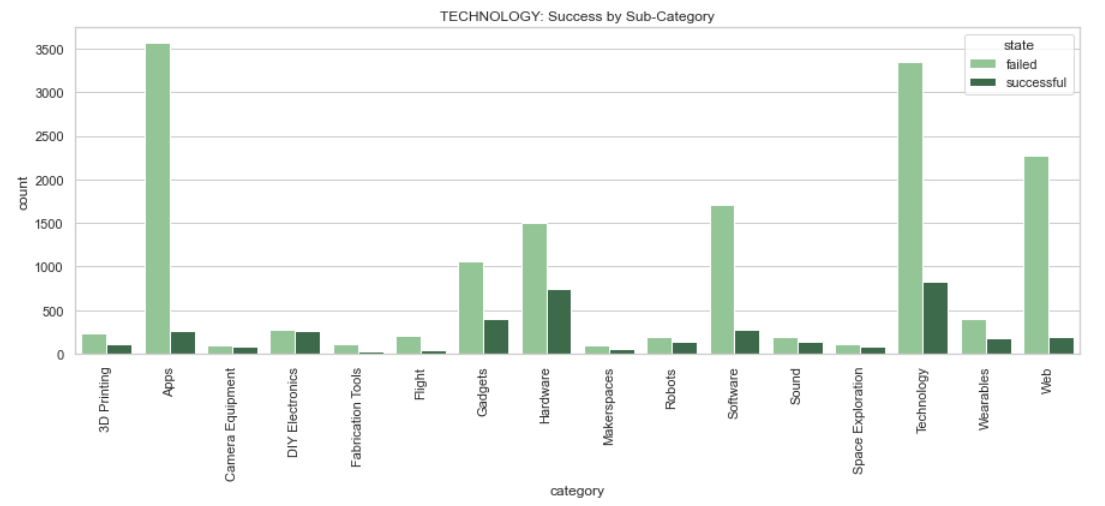 TECHNOLOGY: Success by Sub-Category
state
failed
successful
3500
3000
2500
2000
1500
1000
500
0
count
3D Printing
Apps
Camera Equipment
DIY Electronics
Fabrication Tools
Flight
Gadgets
Hardware
Makerspaces
Robots
Software
Sound
Space Exploration
Technology
Wearables
Web
category